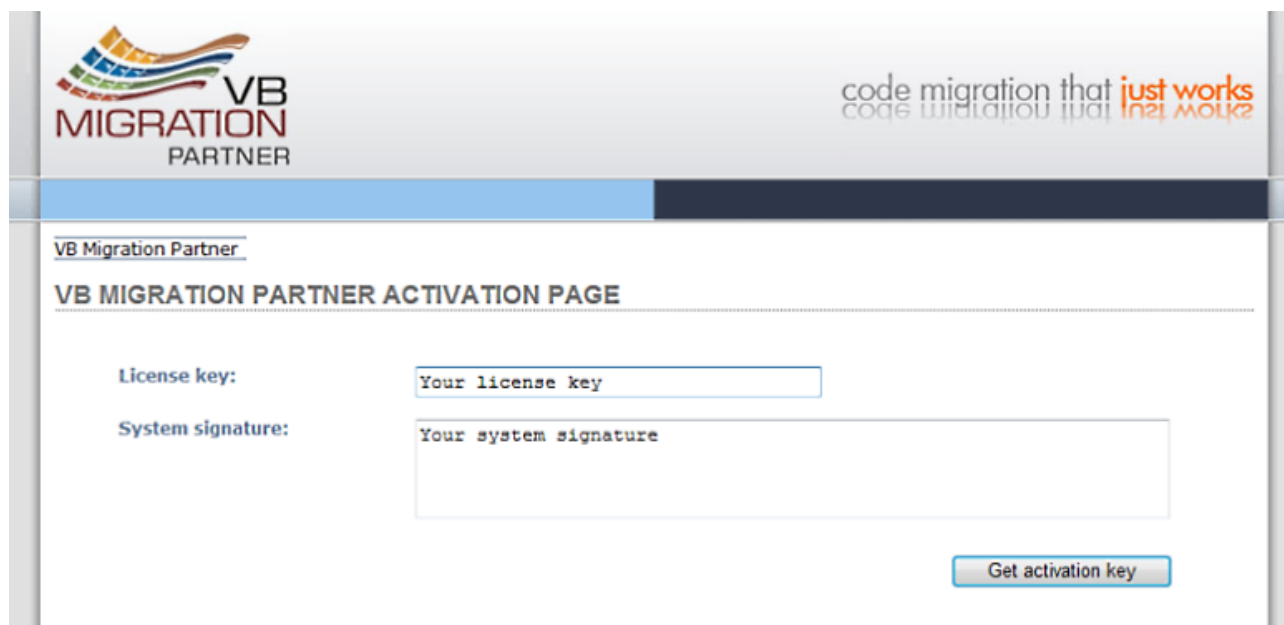 VB
MIGRATION
PARTNER
code migration that just works
VB Migration Partner
VB MIGRATION PARTNER ACTIVATION PAGE
License key:
Your license key
System signature:
Your system signature
Get activation key